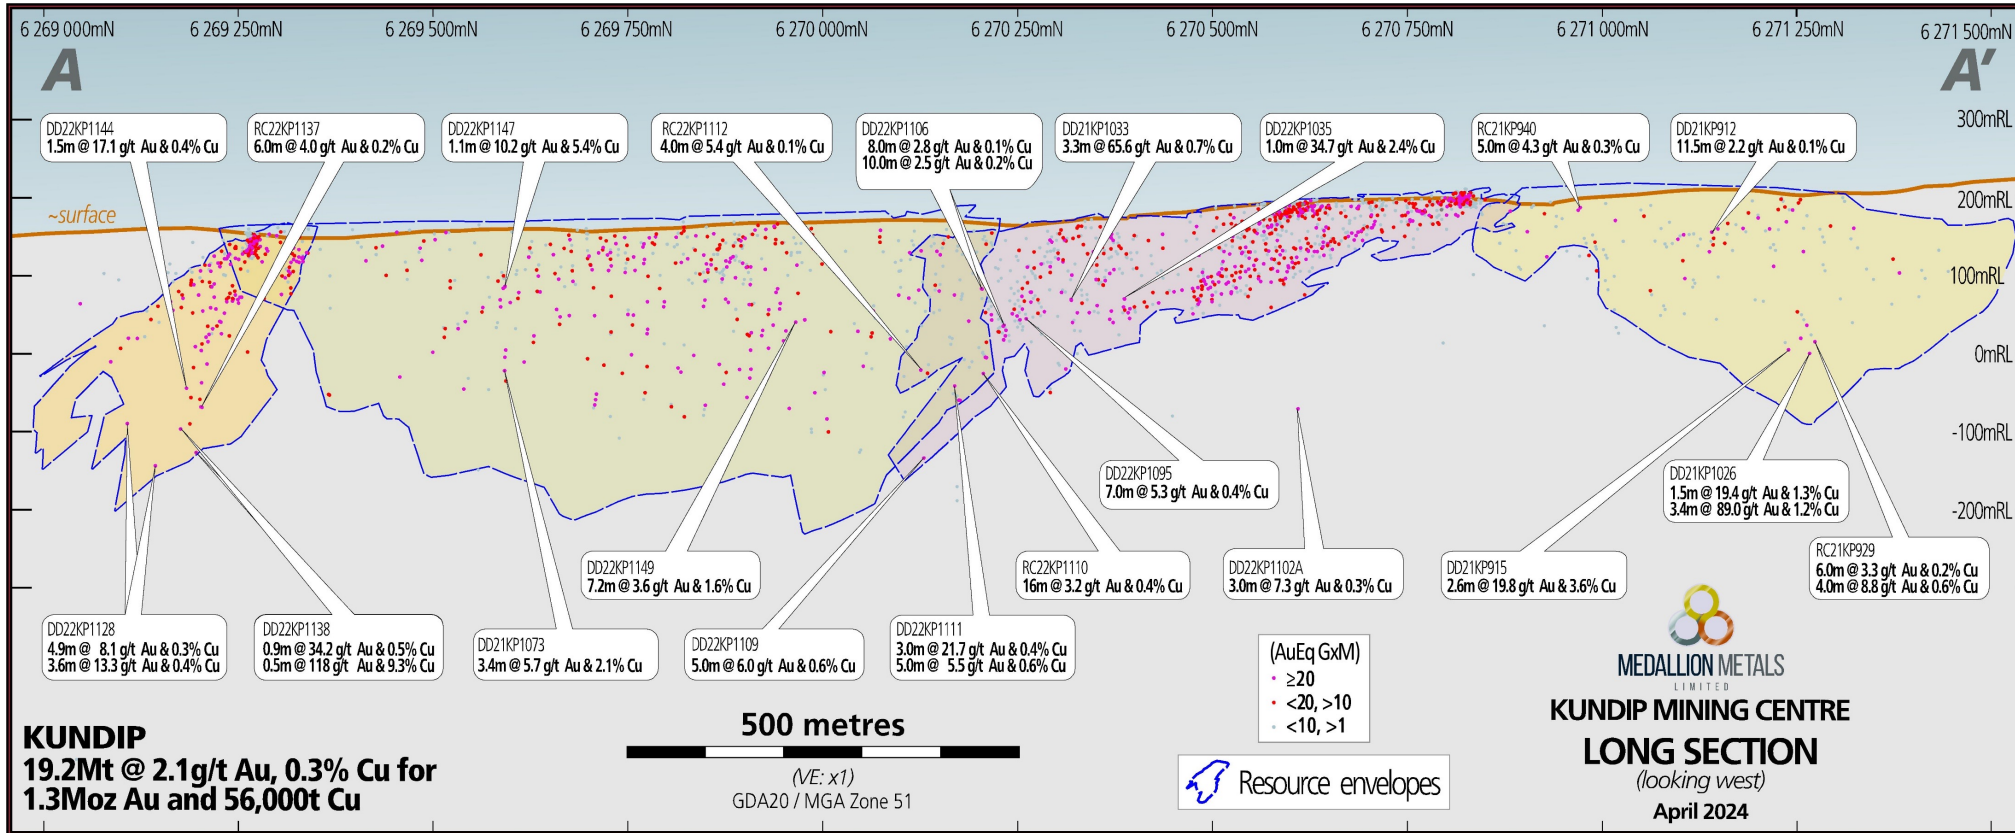 6 269 000mN
6 269 250mN
6 269 500mN
6 269 750mN
6 270 000mN
6 270 250mN
6 270 500mN
6 270 750mN
6 271 000mN
6 271 250mN
6 271 500mN
A
A'
300mRL
200mRL
100mRL
0mRL
-100mRL
-200mRL
~surface
DD22KP1144
1.5m @ 17.1 g/t Au & 0.4% Cu
RC22KP1137
6.0m @ 4.0 g/t Au & 0.2% Cu
DD22KP1147
1.1m @ 10.2 g/t Au & 5.4% Cu
RC22KP1112
4.0m @ 5.4 g/t Au & 0.1% Cu
DD22KP1106
8.0m @ 2.8 g/t Au & 0.1% Cu
10.0m @ 2.5 g/t Au & 0.2% Cu
DD21KP1033
3.3m @ 65.6 g/t Au & 0.7% Cu
DD22KP1035
1.0m @ 34.7 g/t Au & 2.4% Cu
RC21KP940
5.0m @ 4.3 g/t Au & 0.3% Cu
DD21KP912
11.5m @ 2.2 g/t Au & 0.1% Cu
DD22KP1095
7.0m @ 5.3 g/t Au & 0.4% Cu
DD21KP1026
1.5m @ 19.4 g/t Au & 1.3% Cu
3.4m @ 89.0 g/t Au & 1.2% Cu
DD22KP1149
7.2m @ 3.6 g/t Au & 1.6% Cu
RC22KP1110
16m @ 3.2 g/t Au & 0.4% Cu
DD22KP1102A
3.0m @ 7.3 g/t Au & 0.3% Cu
DD21KP915
2.6m @ 19.8 g/t Au & 3.6% Cu
RC21KP929
6.0m @ 3.3 g/t Au & 0.2% Cu
4.0m @ 8.8 g/t Au & 0.6% Cu
DD22KP1128
4.9m @ 8.1 g/t Au & 0.3% Cu
3.6m @ 13.3 g/t Au & 0.4% Cu
DD22KP1138
0.9m @ 34.2 g/t Au & 0.5% Cu
0.5m @ 118 g/t Au & 9.3% Cu
DD21KP1073
3.4m @ 5.7 g/t Au & 2.1% Cu
DD22KP1109
5.0m @ 6.0 g/t Au & 0.6% Cu
DD22KP1111
3.0m @ 21.7 g/t Au & 0.4% Cu
5.0m @ 5.5 g/t Au & 0.6% Cu
KUNDIP
19.2Mt @ 2.1g/t Au, 0.3% Cu for
1.3Moz Au and 56,000t Cu
500 metres
(VE: x1)
GDA20 / MGA Zone 51
(AuEq GxM)
≥20
<20, >10
<10, >1
Resource envelopes
MEDALLION METALS
LIMITED
KUNDIP MINING CENTRE
LONG SECTION
(looking west)
April 2024